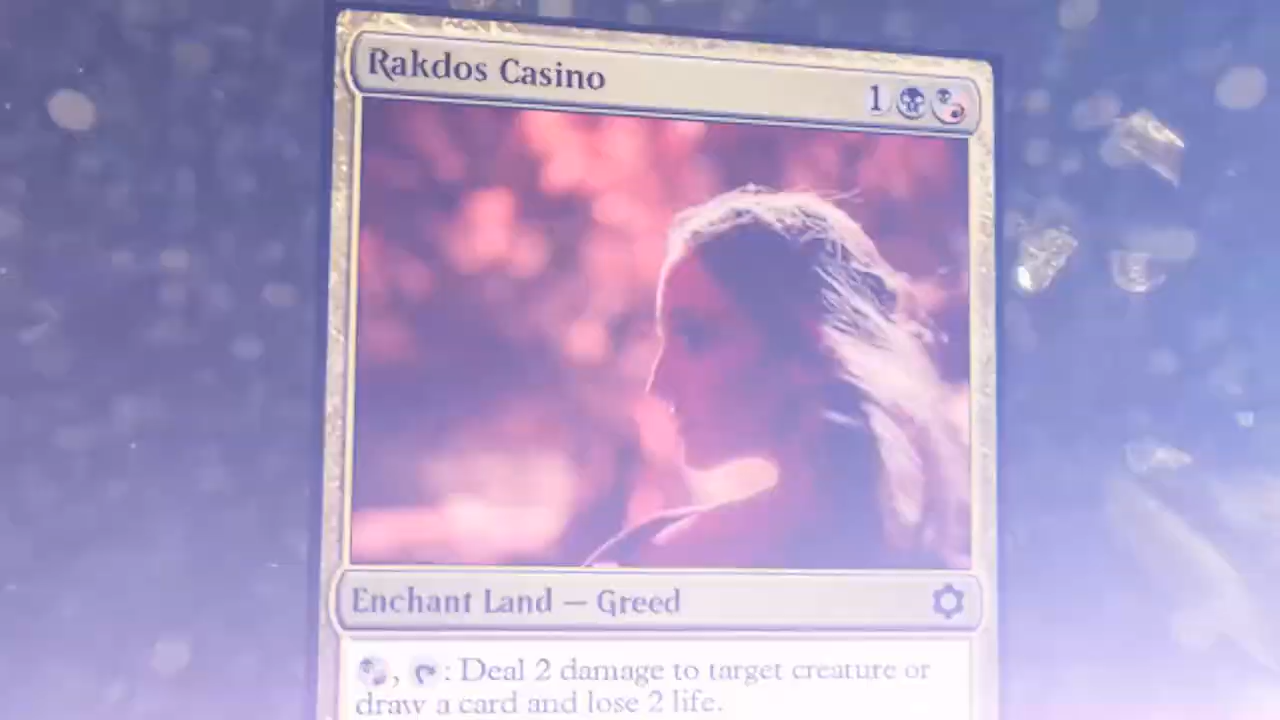 Rakdos Casino
1
Enchant Land — Greed
, : Deal 2 damage to target creature or
draw a card and lose 2 life.